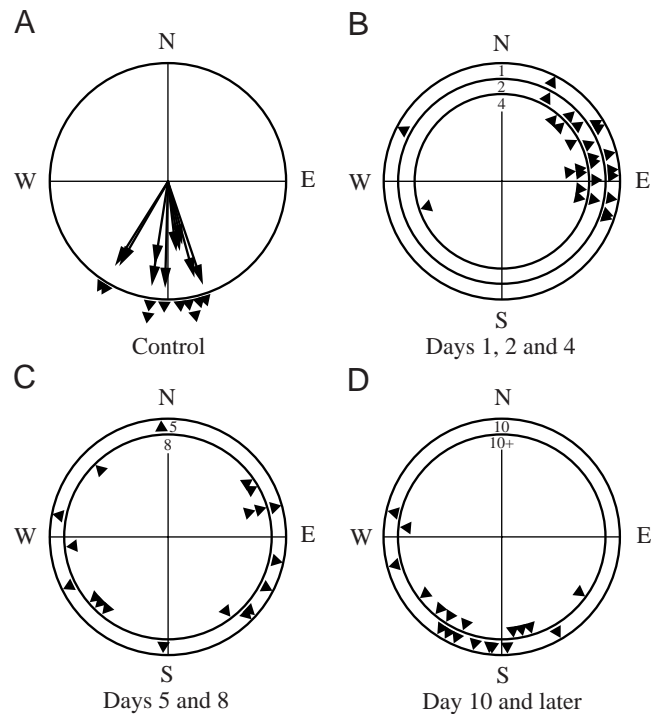 A
B
N
N
1
2
4
W
E
W
E
S
Control
Days 1, 2 and 4
C
D
N
N
5
8
10
10+
W
E
W
E
S
S
Days 5 and 8
Day 10 and later